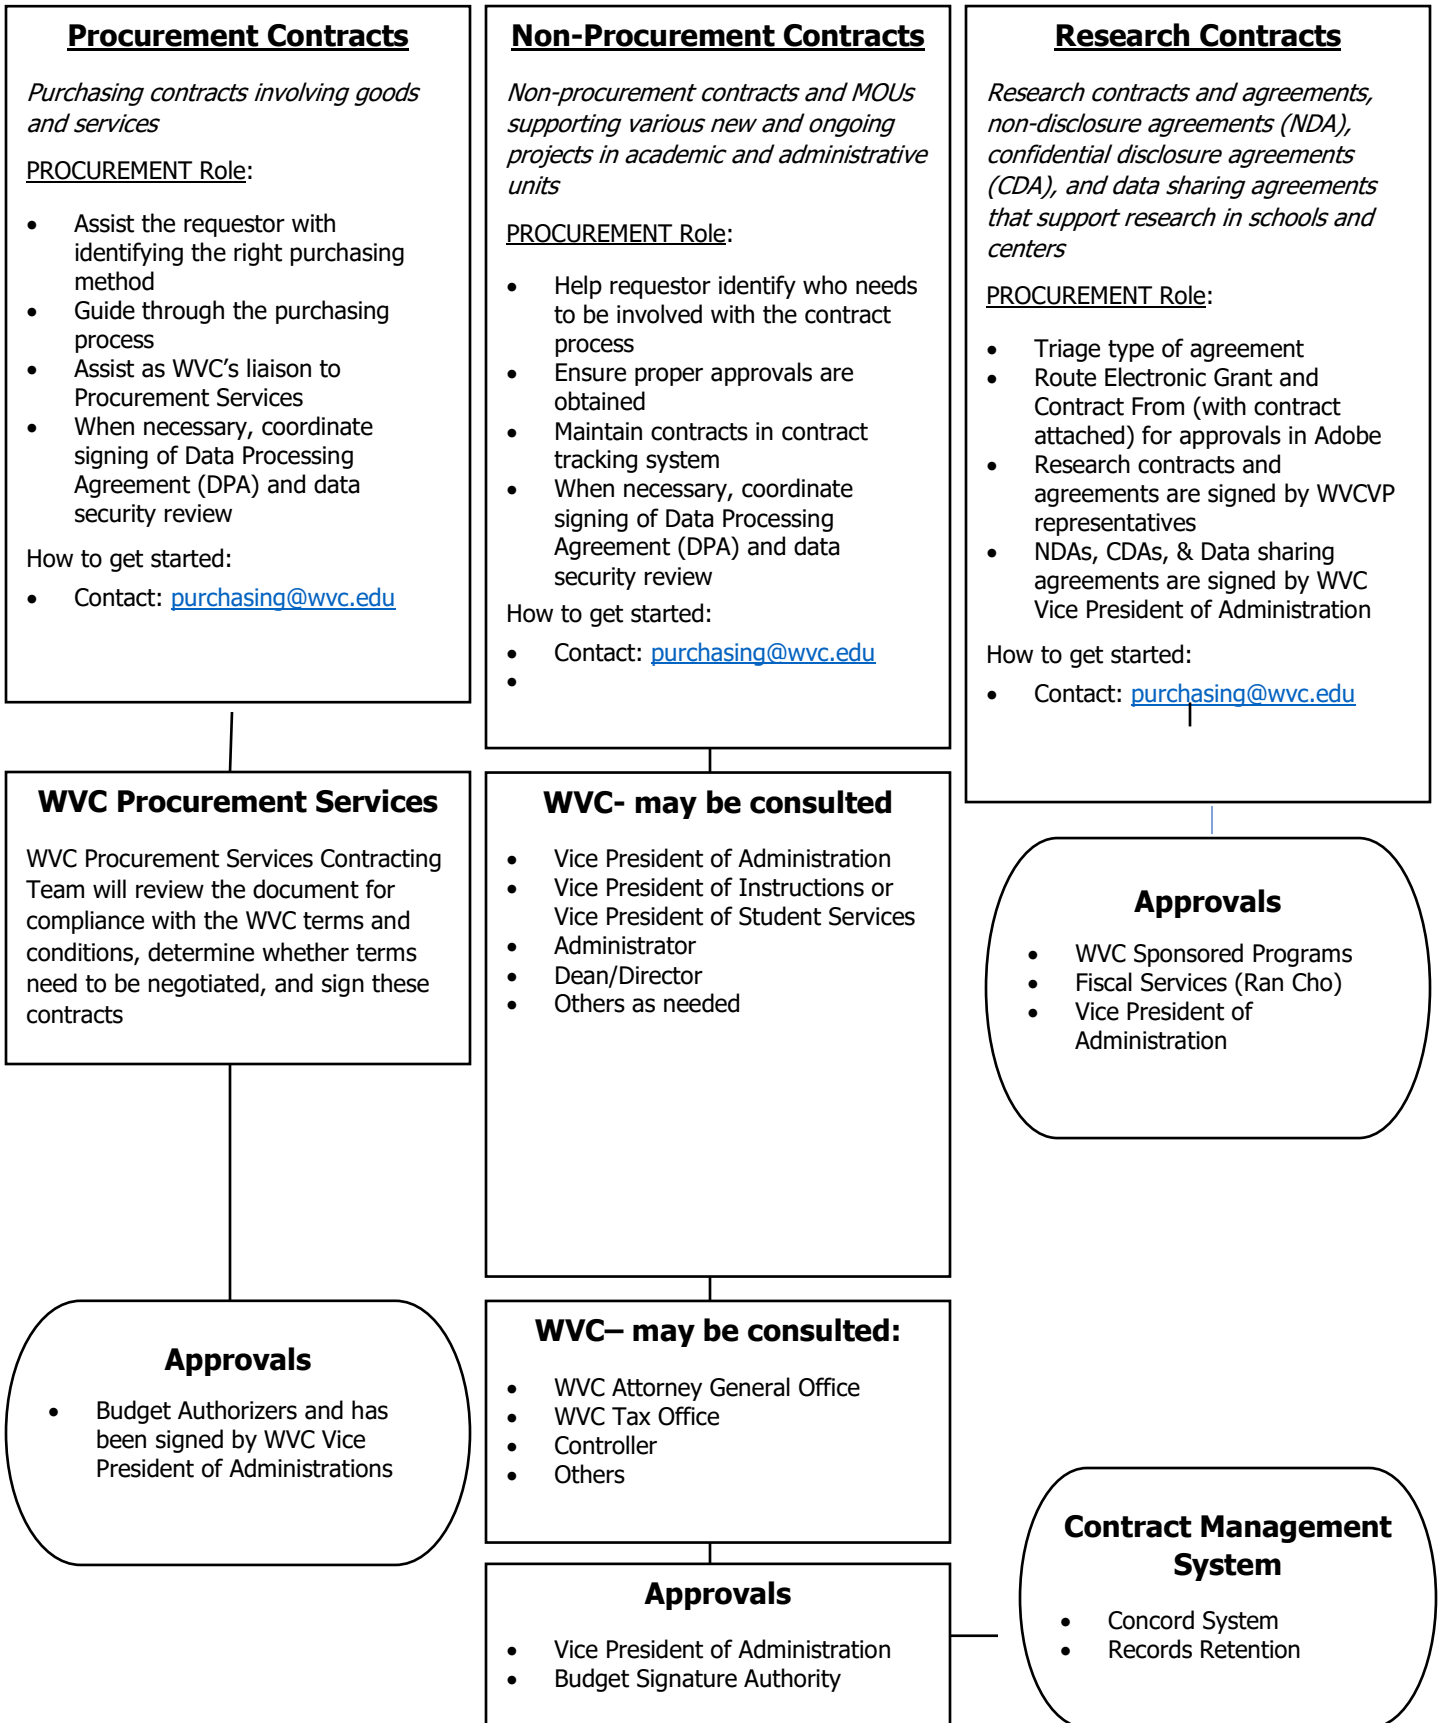 Procurement Contracts
Purchasing contracts involving goods
and services
PROCUREMENT Role:
• Assist the requestor with
identifying the right purchasing
method
• Guide through the purchasing
process
• Assist as WVC’s liaison to
Procurement Services
• When necessary, coordinate
signing of Data Processing
Agreement (DPA) and data
security review
How to get started:
• Contact: purchasing@wvc.edu
Non-Procurement Contracts
Non-procurement contracts and MOUs
supporting various new and ongoing
projects in academic and administrative
units
PROCUREMENT Role:
• Help requestor identify who needs
to be involved with the contract
process
• Ensure proper approvals are
obtained
• Maintain contracts in contract
tracking system
• When necessary, coordinate
signing of Data Processing
Agreement (DPA) and data
security review
How to get started:
• Contact: purchasing@wvc.edu
•
Research Contracts
Research contracts and agreements,
non-disclosure agreements (NDA),
confidential disclosure agreements
(CDA), and data sharing agreements
that support research in schools and
centers
PROCUREMENT Role:
• Triage type of agreement
• Route Electronic Grant and
Contract From (with contract
attached) for approvals in Adobe
• Research contracts and
agreements are signed by WVCVP
representatives
• NDAs, CDAs, & Data sharing
agreements are signed by WVC
Vice President of Administration
How to get started:
• Contact: purchasing@wvc.edu
WVC Procurement Services
WVC Procurement Services Contracting
Team will review the document for
compliance with the WVC terms and
conditions, determine whether terms
need to be negotiated, and sign these
contracts
WVC- may be consulted
• Vice President of Administration
• Vice President of Instructions or
Vice President of Student Services
• Administrator
• Dean/Director
• Others as needed
Approvals
• WVC Sponsored Programs
• Fiscal Services (Ran Cho)
• Vice President of
Administration
Approvals
• Budget Authorizers and has
been signed by WVC Vice
President of Administrations
WVC– may be consulted:
• WVC Attorney General Office
• WVC Tax Office
• Controller
• Others
Approvals
• Vice President of Administration
• Budget Signature Authority
Contract Management
System
• Concord System
• Records Retention